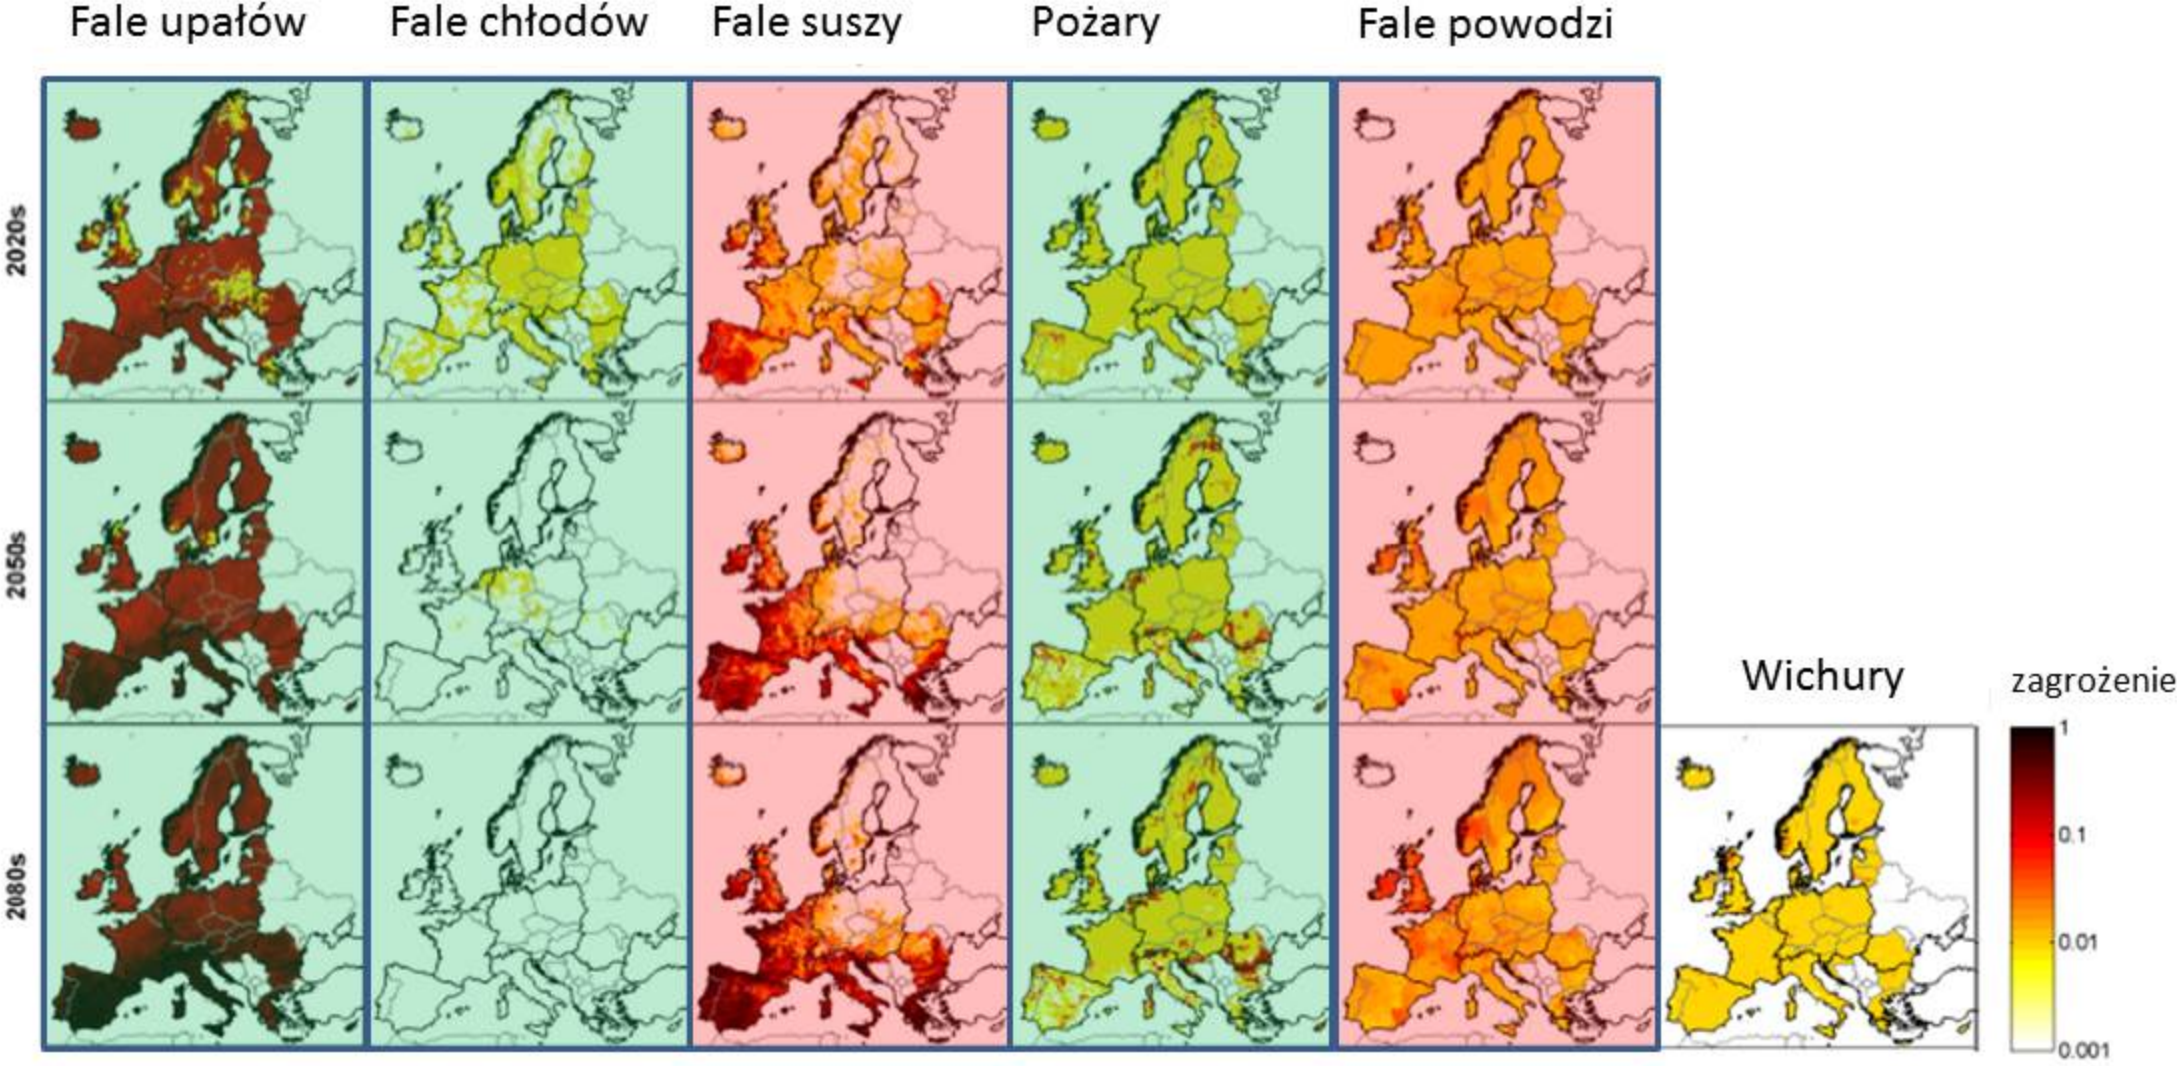 Fale upałów
Fale chłodów
Fale suszy
Pożary
Fale powodzi
2020s
2050s
2080s
Wichury
zagrożenie
1
0.1
0.01
0.001